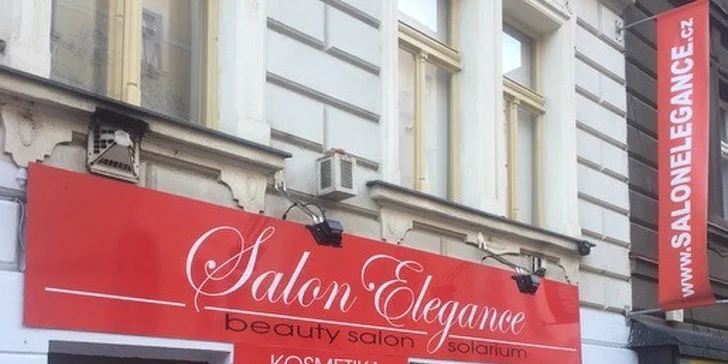 Salon Elegance
beauty salon solarium
KOSMETIKA
www.SALONELEGANCE.cz